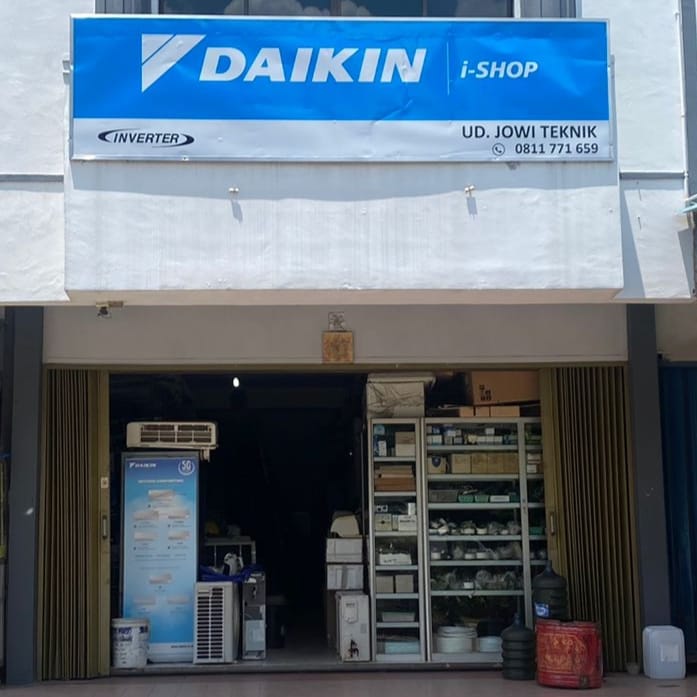 DAIKIN
i-SHOP
INVERTER
UD. JOWI TEKNIK
0811 771 659
DAIKIN